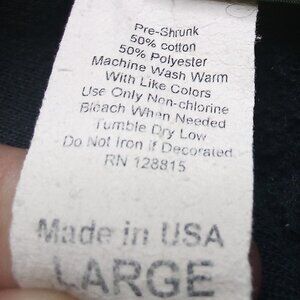 Pre-Shrunk
50% cotton
50% Polyester
Machine Wash Warm
With Like Colors
Use Only Non-chlorine
Bleach When Needed
Tumble Dry Low
Do Not Iron if Decorated
RN 128815
Made in USA
LARGE